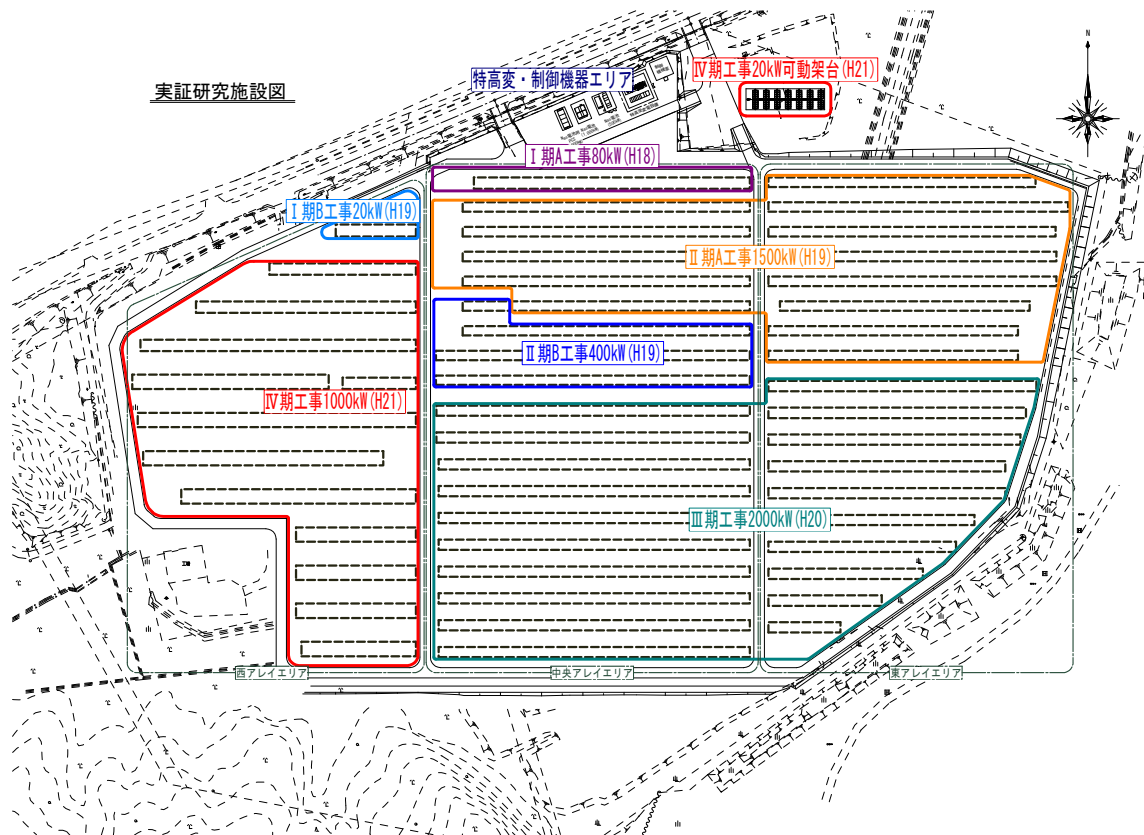 実証研究施設図
特高変・制御機器エリア
Ⅳ期工事20kW可動架台(H21)
N
Ⅰ期A工事80kW(H18)
Ⅰ期B工事20kW(H19)
Ⅱ期A工事1500kW(H19)
Ⅱ期B工事400kW(H19)
Ⅳ期工事1000kW(H21)
Ⅲ期工事2000kW(H20)
西アレイエリア
中央アレイエリア
東アレイエリア